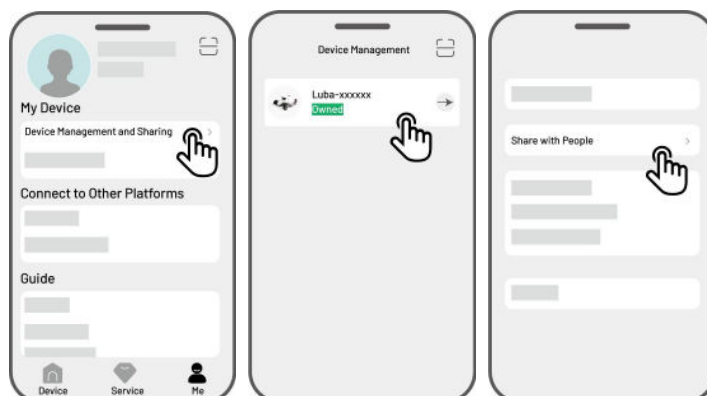 My Device
Device Management and Sharing
Connect to Other Platforms
Guide
Device Service Me
Device Management
Luba-xxxxxx
Owned
Share with People